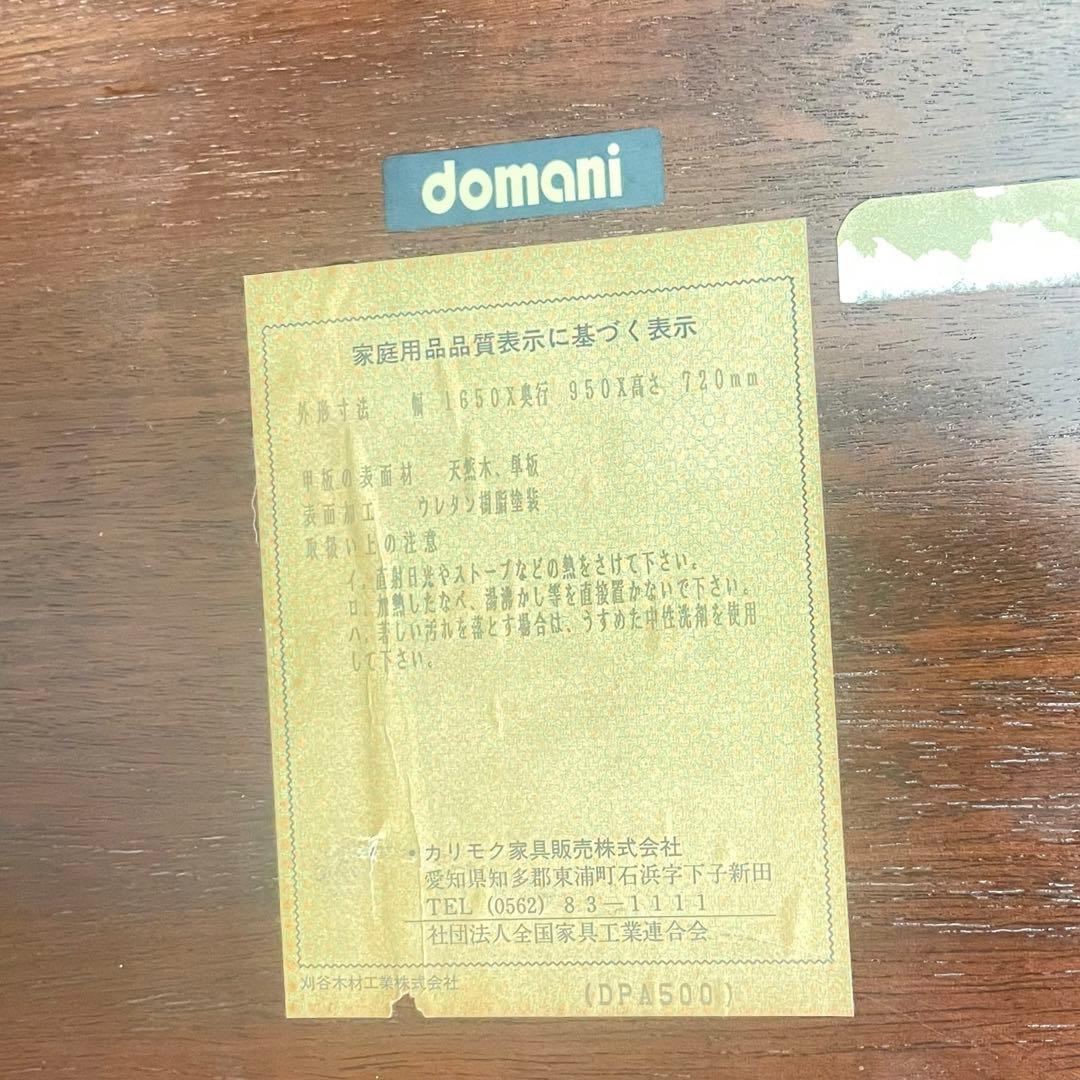 domani
家庭用品品質表示に基づく表示
外形寸法 幅 1650X奥行 950X高さ 720mm
甲板の表面材 天然木、単板
表面加工 ウレタン樹脂塗装
取扱い上の注意
イ、直射日光やストーブなどの熱をさけて下さい。
ロ、加熱したなべ、湯沸かし等を直接置かないで下さい。
ハ、著しい汚れを落とす場合は、うすめた中性洗剤を使用
して下さい。
・カリモク家具販売株式会社
愛知県知多郡東浦町石浜字下子新田
TEL (0562) 83―1111
社団法人全国家具工業連合会
刈谷木材工業株式会社
(DPA500)